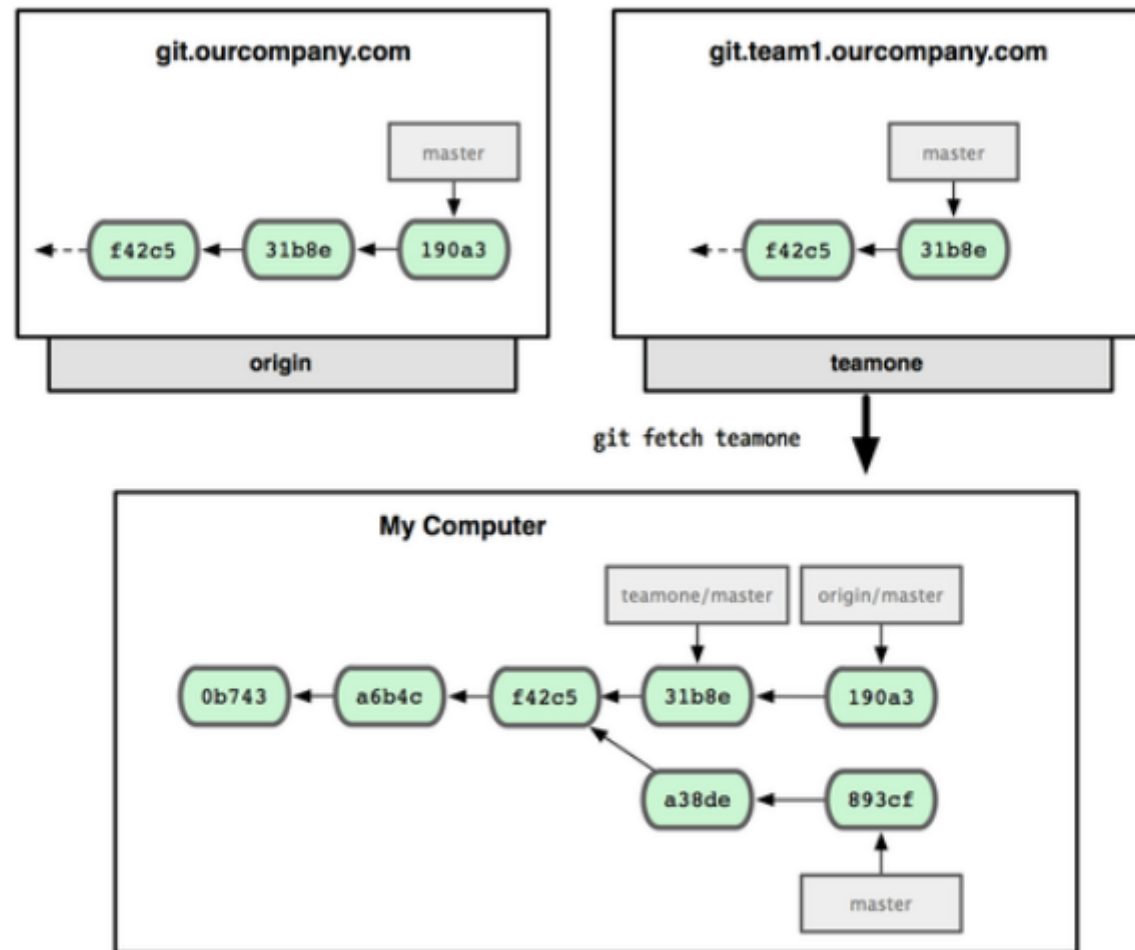 git.ourcompany.com
master
f42c5
31b8e
190a3
origin
git.team1.ourcompany.com
master
f42c5
31b8e
teamone
git fetch teamone
My Computer
teamone/master
origin/master
0b743
a6b4c
f42c5
31b8e
190a3
a38de
893cf
master